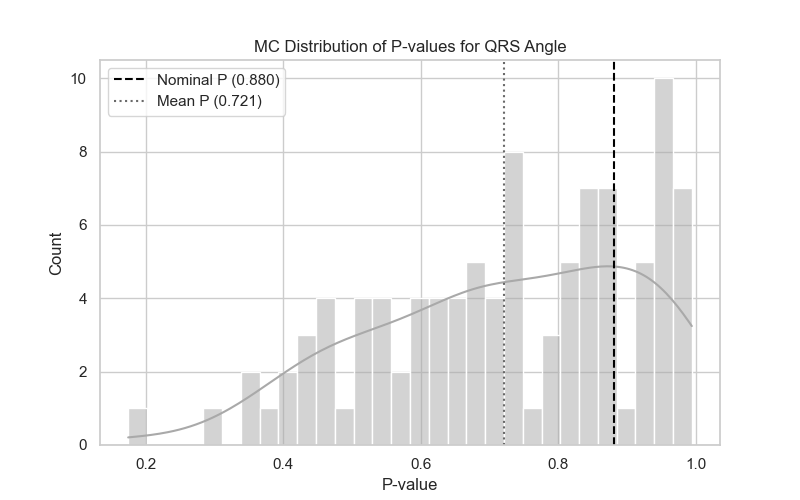 MC Distribution of P-values for QRS Angle
Nominal P (0.880)
Mean P (0.721)
10
8
6
4
2
0
Count
0.2 0.4 0.6 0.8 1.0
P-value